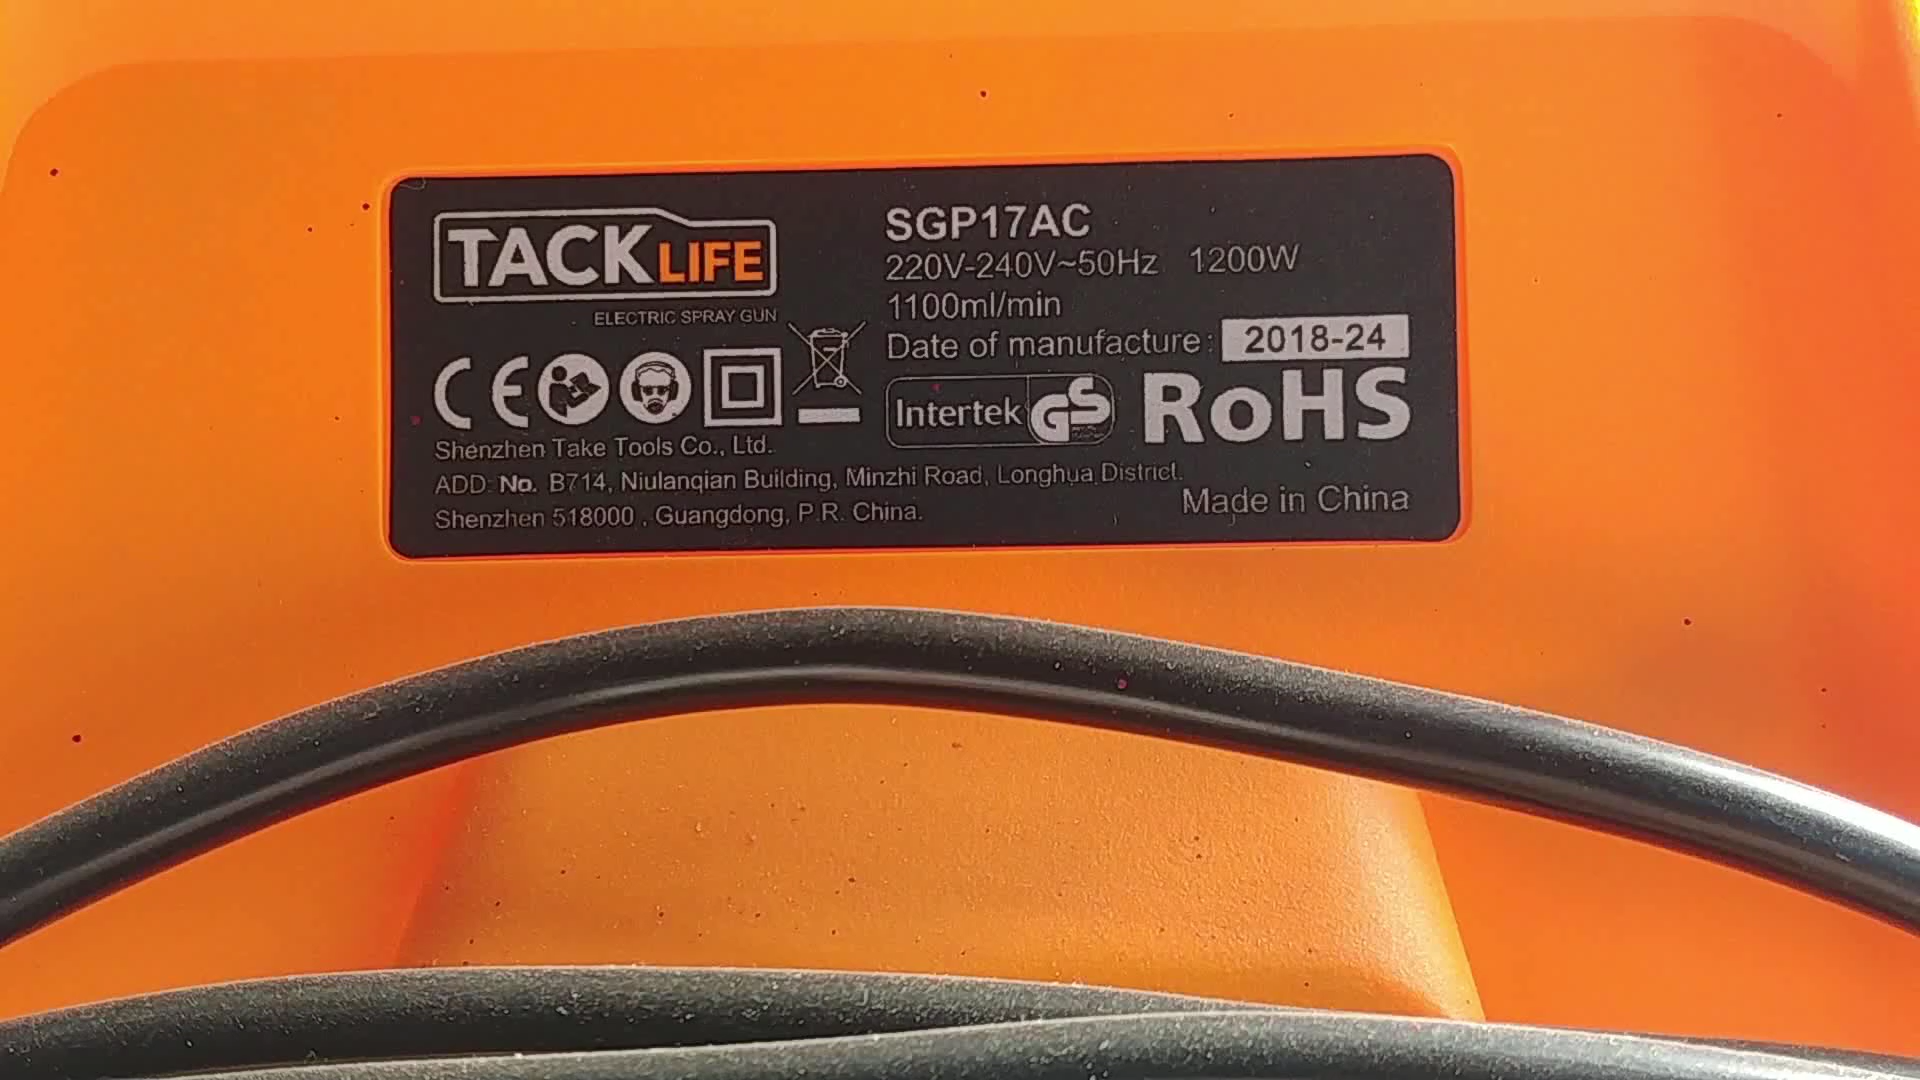 TACKLIFE
ELECTRIC SPRAY GUN
SGP17AC
220V-240V~50Hz 1200W
1100ml/min
Date of manufacture: 2018-24
CE
Intertek GS RoHS
Shenzhen Take Tools Co., Ltd.
ADD: No. B714, Niulanqian Building, Minzhi Road, Longhua District.
Shenzhen 518000 , Guangdong, P.R. China.
Made in China